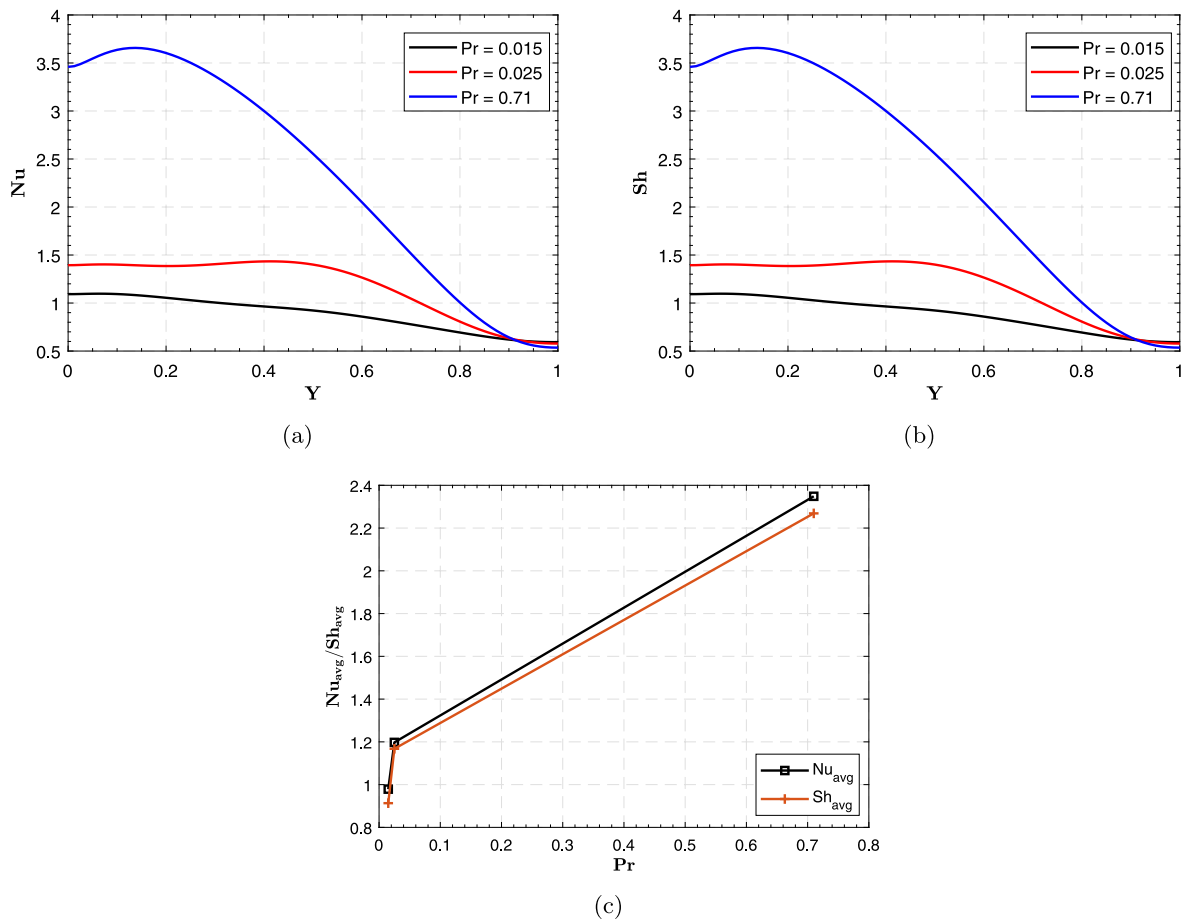 4
3.5
3
2.5
2
1.5
1
0.5
Nu
0 0.2 0.4 0.6 0.8 1
Y
Pr = 0.015
Pr = 0.025
Pr = 0.71
(a)
4
3.5
3
2.5
2
1.5
1
0.5
Sh
0 0.2 0.4 0.6 0.8 1
Y
Pr = 0.015
Pr = 0.025
Pr = 0.71
(b)
2.4
2.2
2
1.8
1.6
1.4
1.2
1
0.8
Nuavg/Shavg
0 0.1 0.2 0.3 0.4 0.5 0.6 0.7 0.8
Pr
Nuavg
Shavg
(c)